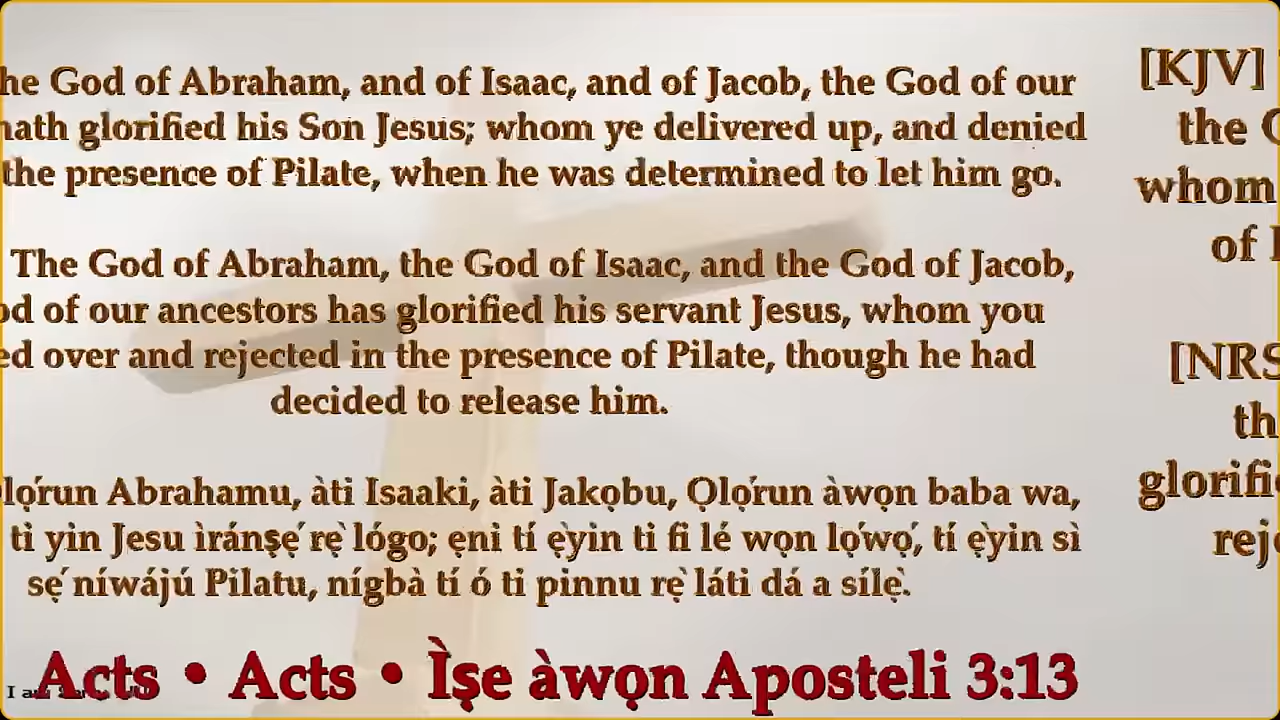 he God of Abraham, and of Isaac, and of Jacob, the God of our
hath glorified his Son Jesus; whom ye delivered up, and denied
the presence of Pilate, when he was determined to let him go.
The God of Abraham, the God of Isaac, and the God of Jacob,
od of our ancestors has glorified his servant Jesus, whom you
ed over and rejected in the presence of Pilate, though he had
decided to release him.
lọ́run Abrahamu, àti Isaaki, àti Jakọbu, Ọlọ́run àwọn baba wa,
ti yin Jesu ìránṣẹ́ rẹ̀ lógo; ẹni tí ẹ̀yin ti fi lé wọn lọ́wọ́, tí ẹ̀yin sì
sẹ́ níwájú Pilatu, nígbà tí ó ti pinnu rẹ̀ láti dá a sílẹ̀.
Acts • Acts • Ìṣe àwọn Aposteli 3:13
[KJV]
the
whom
of
[NRS
th
glorifi
rej